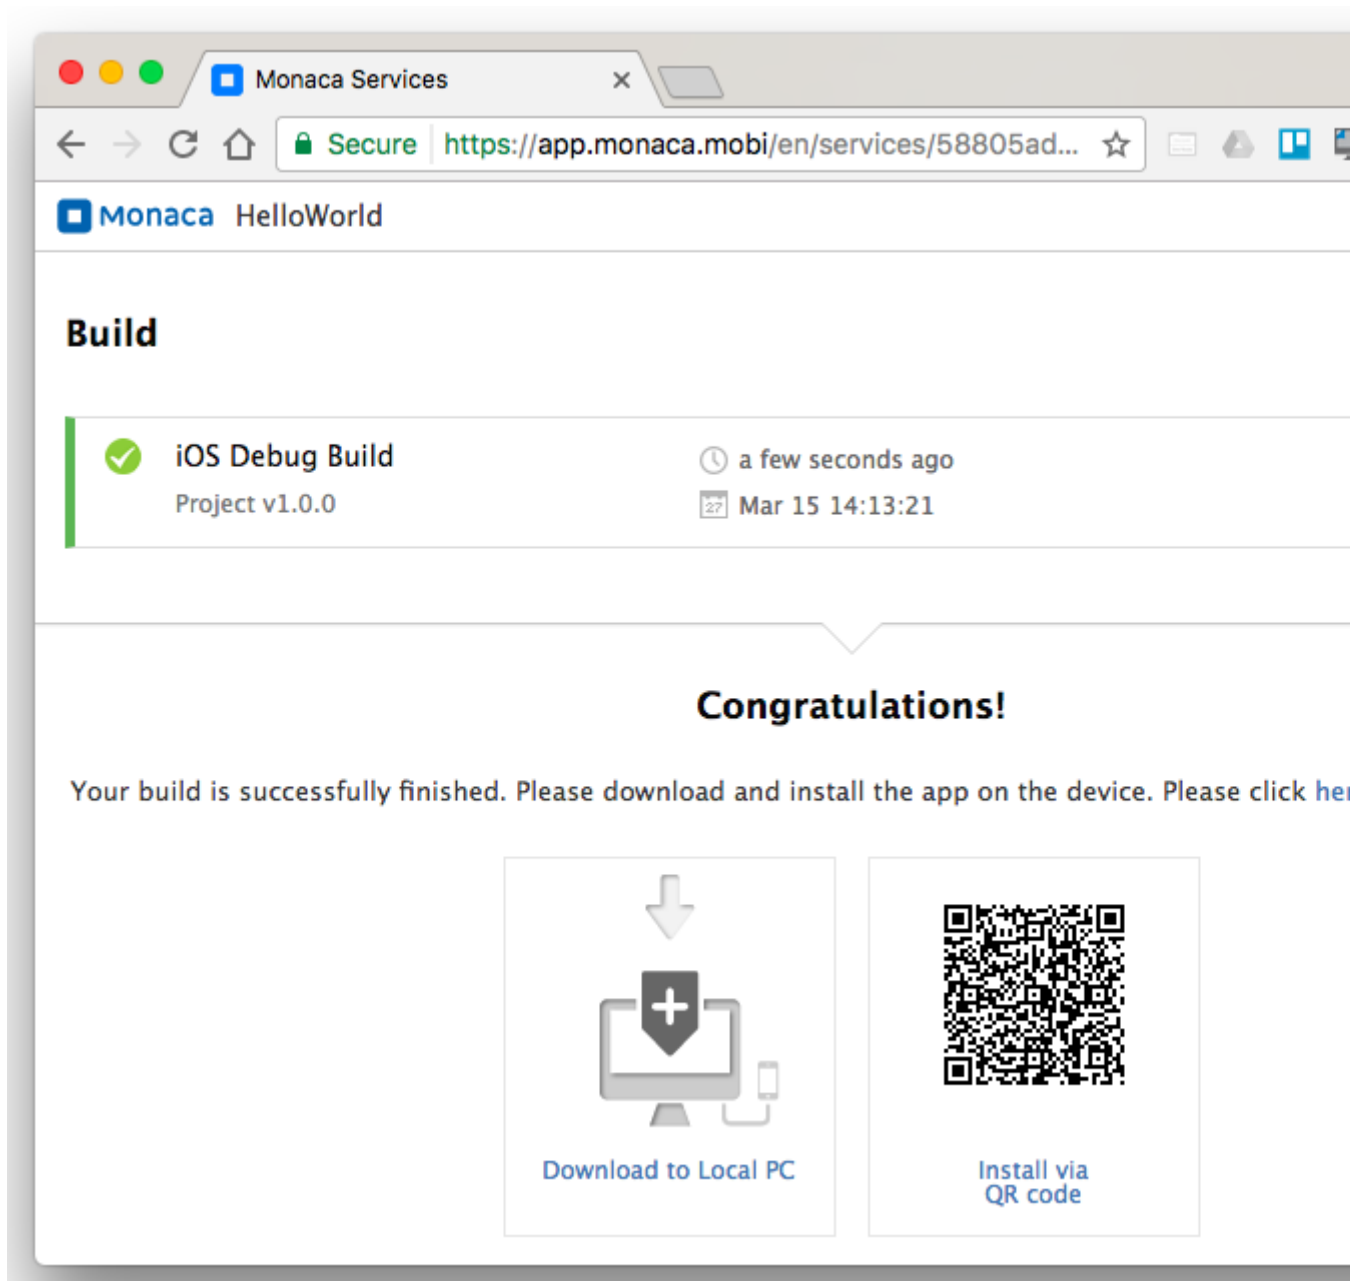 Monaca Services
Secure https://app.monaca.mobi/en/services/58805ad...
Monaca HelloWorld
Build
iOS Debug Build
a few seconds ago
Project v1.0.0
27 Mar 15 14:13:21
Congratulations!
Your build is successfully finished. Please download and install the app on the device. Please click
Download to Local PC
Install via
QR code